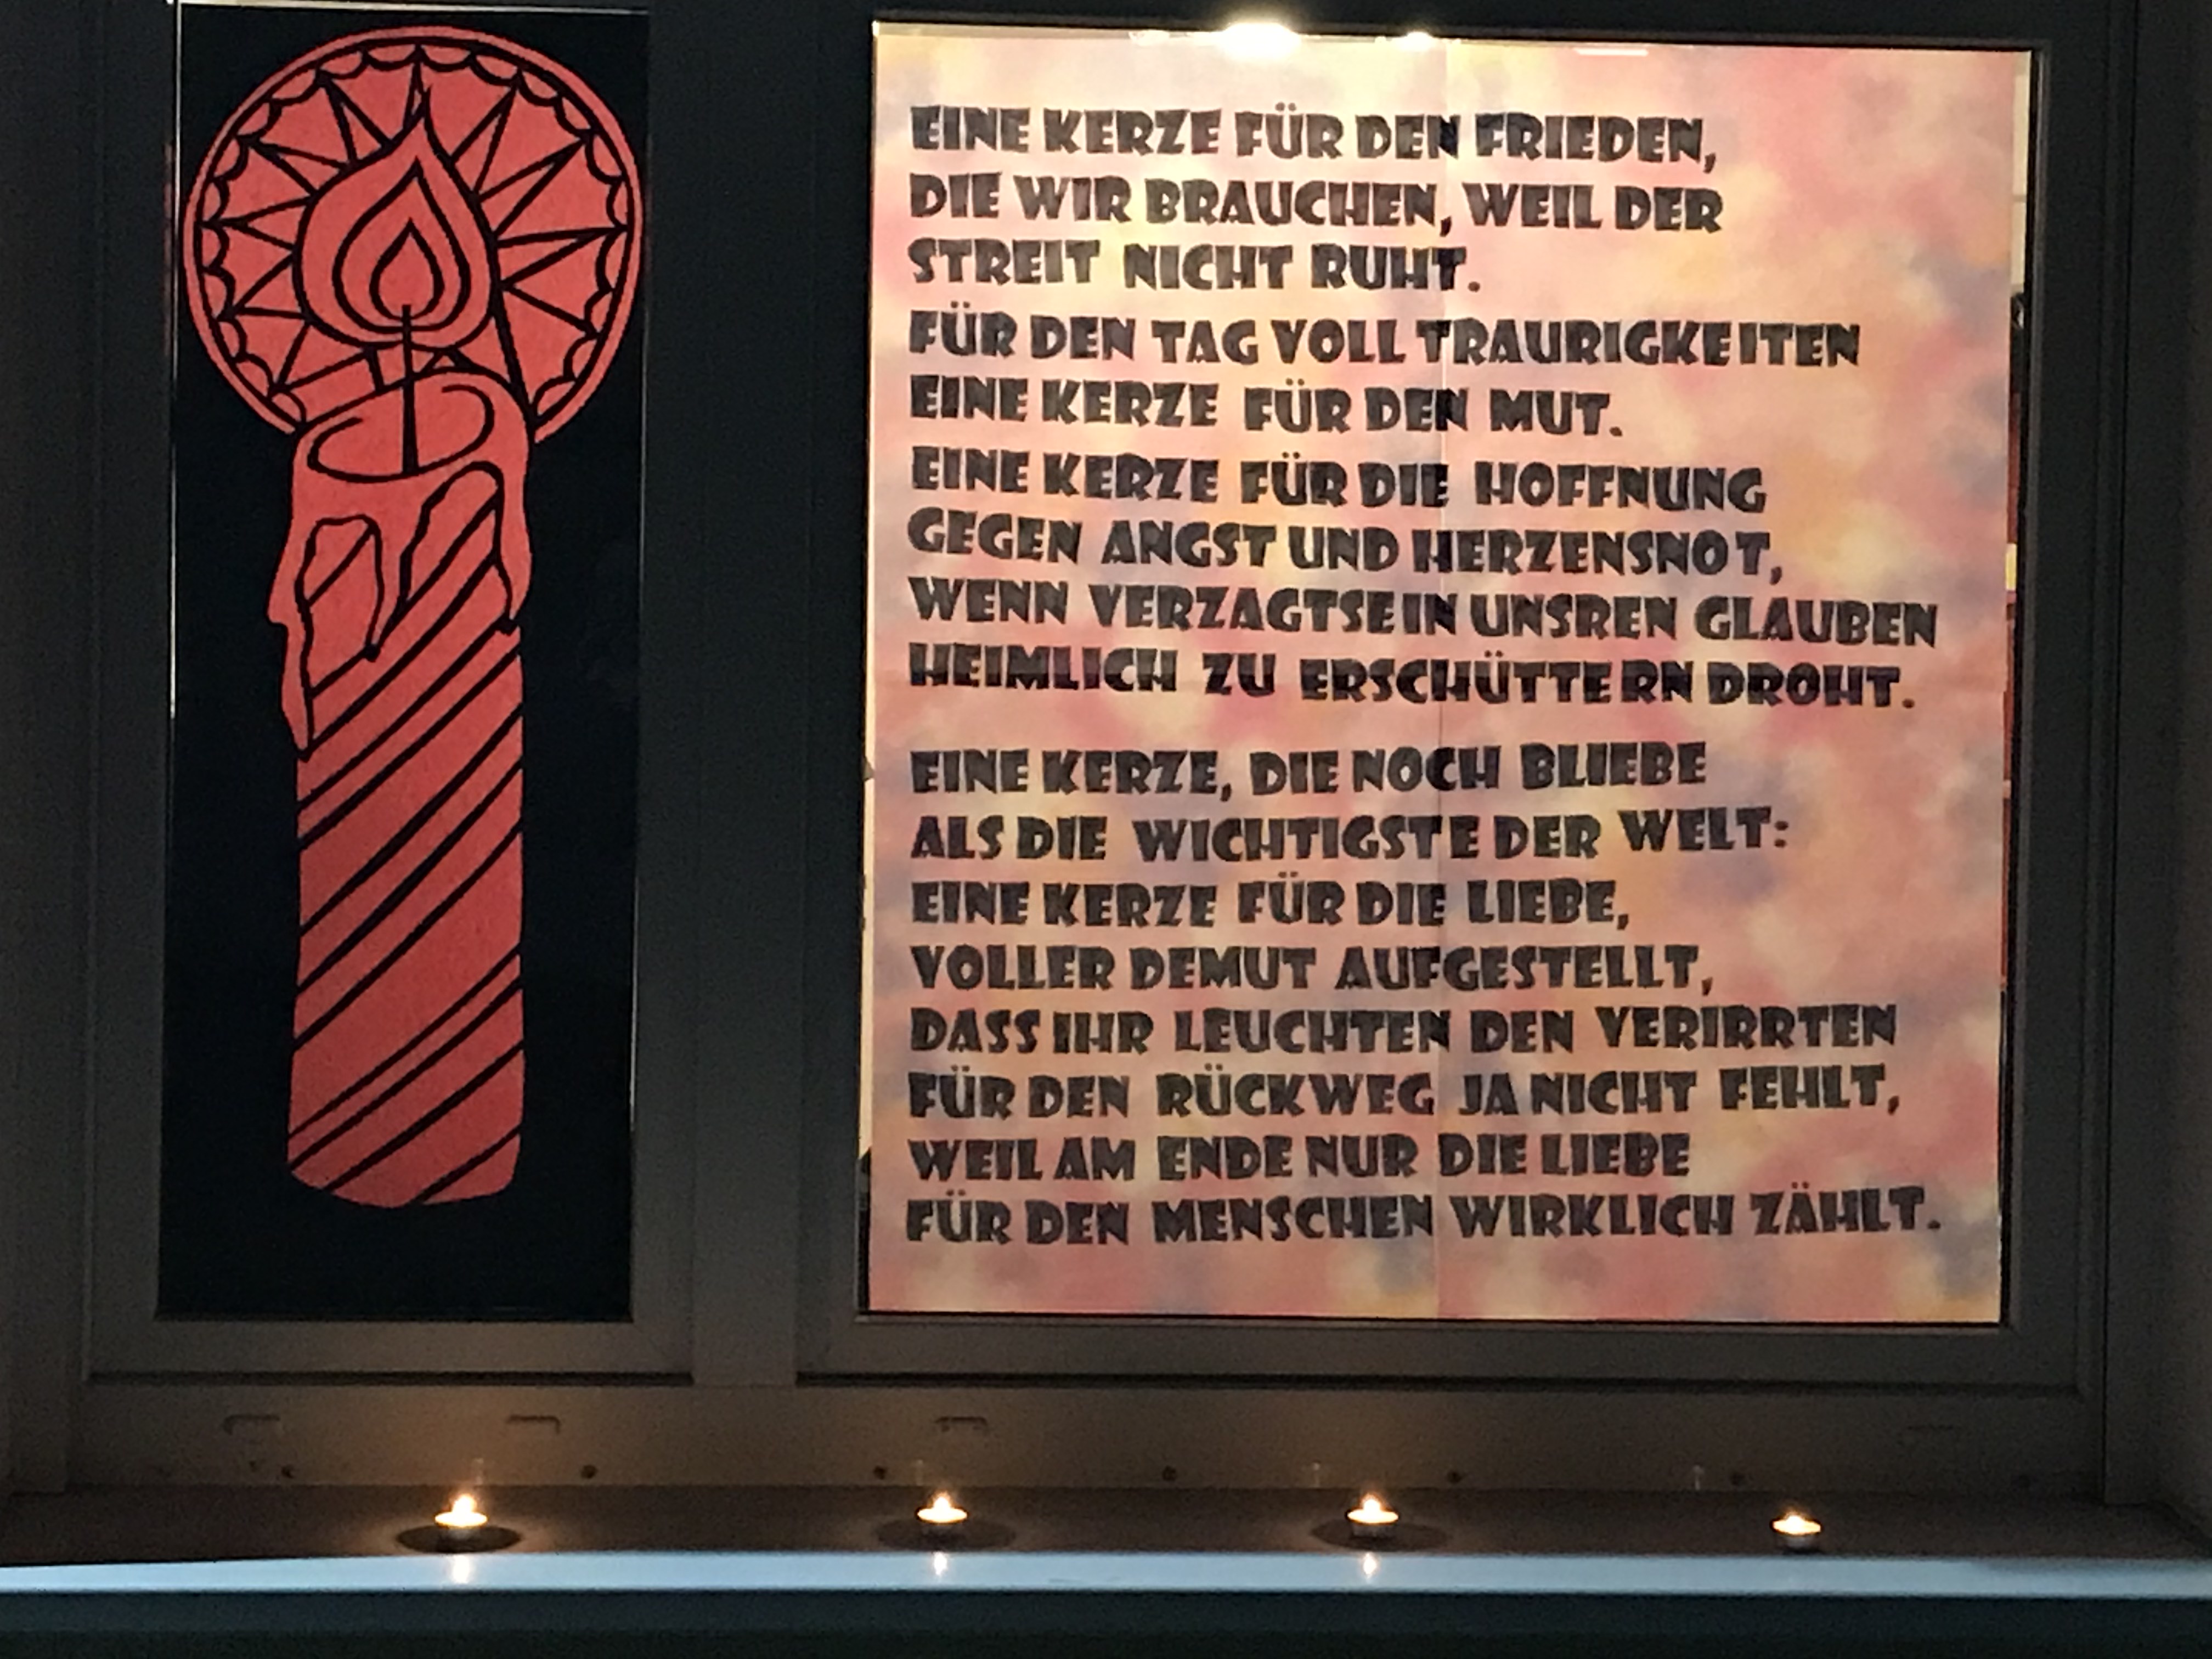 EINE KERZE FÜR DEN FRIEDEN,
DIE WIR BRAUCHEN, WEIL DER
STREIT NICHT RUHT.
FÜR DEN TAG VOLL TRAURIGKEITEN
EINE KERZE FÜR DEN MUT.
EINE KERZE FÜR DIE HOFFNUNG
GEGEN ANGST UND HERZENSNOT,
WENN VERZAGTSEIN UNSREN GLAUBEN
HEIMLICH ZU ERSCHÜTTERN DROHT.
EINE KERZE, DIE NOCH BLIEBE
ALS DIE WICHTIGSTE DER WELT:
EINE KERZE FÜR DIE LIEBE,
VOLLER DEMUT AUFGESTELLT,
DASS IHR LEUCHTEN DEN VERIRRTEN
FÜR DEN RÜCKWEG JA NICHT FEHLT,
WEIL AM ENDE NUR DIE LIEBE
FÜR DEN MENSCHEN WIRKLICH ZÄHLT.